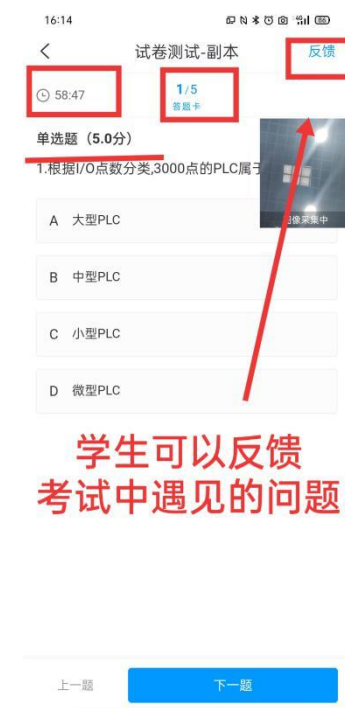 16:14
试卷测试-副本
反馈
58:47
1/5
答题卡
单选题（5.0分）
1.根据I/O点数分类,3000点的PLC属于
图像采集中
A 大型PLC
B 中型PLC
C 小型PLC
D 微型PLC
学生可以反馈
考试中遇见的问题
上一题
下一题